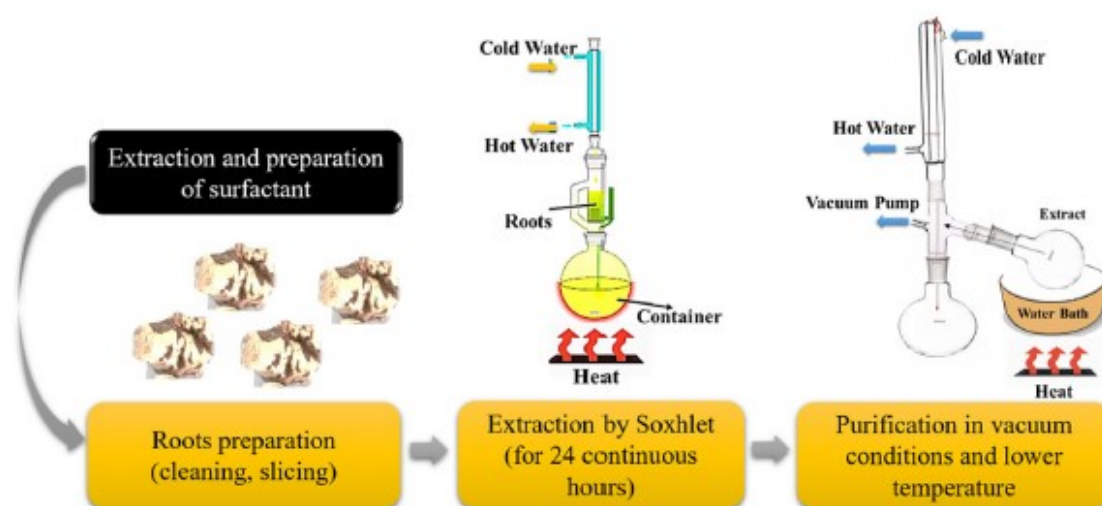 Extraction and preparation
of surfactant
Roots preparation
(cleaning, slicing)
Cold Water
Hot Water
Roots
Container
Heat
Extraction by Soxhlet
(for 24 continuous
hours)
Cold Water
Hot Water
Vacuum Pump
Extract
Water Bath
Heat
Purification in vacuum
conditions and lower
temperature